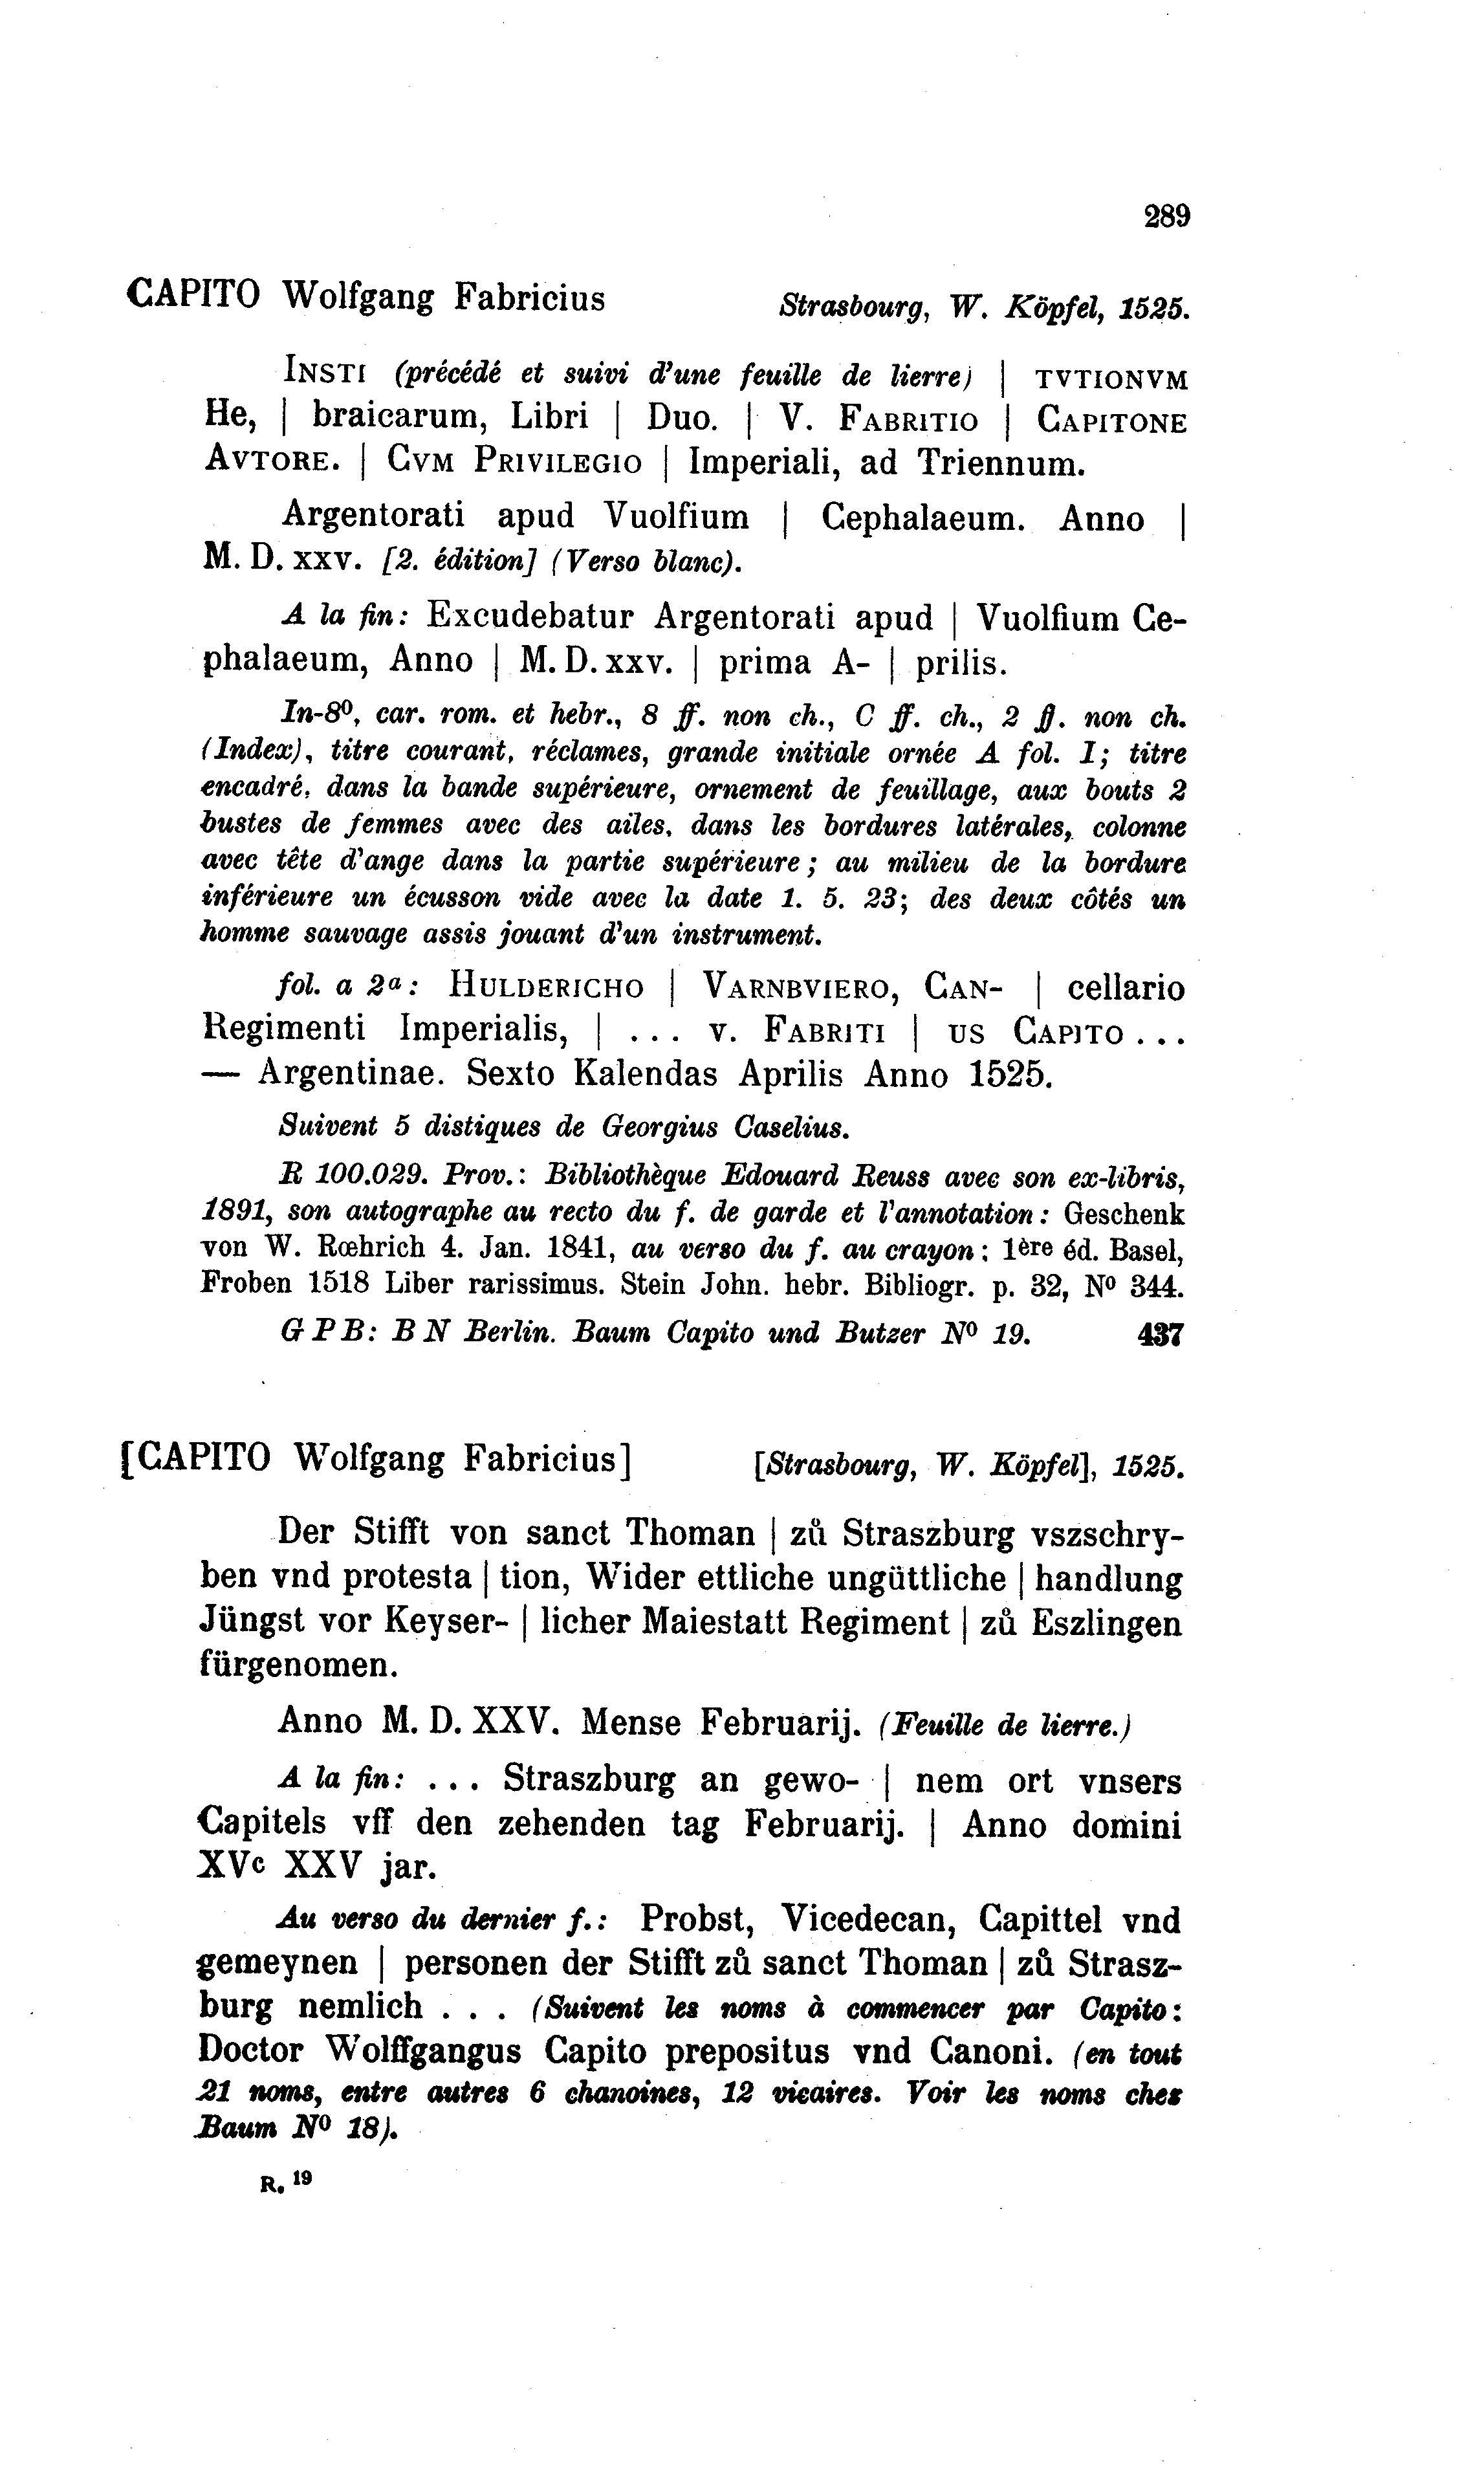 289
CAPITO Wolfgang Fabricius Strasbourg, W. Köpfel, 1525.
INSTI (précédé et suivi d'une feuille de lierre) | TVTIONVM
He, | braicarum, Libri | Duo. | V. FABRITIO | CAPITONE
AVTORE. | CVM PRIVILEGIO | Imperiali, ad Triennum.
Argentorati apud Vuolfium | Cephalaeum. Anno |
M. D. XXV. [2. édition] (Verso blanc).
A la fin: Excudebatur Argentorati apud | Vuolfium Ce-
phalaeum, Anno | M. D. XXV. | prima A- | prilis.
In-8º, car. rom. et hebr., 8 ff. non ch., C ff. ch., 2 ff. non ch.
(Index), titre courant, réclames, grande initiale ornée A fol. I; titre
encadré, dans la bande supérieure, ornement de feuillage, aux bouts 2
bustes de femmes avec des ailes, dans les bordures latérales, colonne
avec tête d'ange dans la partie supérieure; au milieu de la bordure
inférieure un écusson vide avec la date 1. 5. 23; des deux côtés un
homme sauvage assis jouant d'un instrument.
fol. a 2ª: HULDERICHO | VARNBVIERO, CAN- | cellario
Regimenti Imperialis, | ... V. FABRITI | US CAPITO ...
— Argentinae. Sexto Kalendas Aprilis Anno 1525.
Suivent 5 distiques de Georgius Caselius.
R 100.029. Prov.: Bibliothèque Edouard Reuss avec son ex-libris,
1891, son autographe au recto du f. de garde et l'annotation: Geschenk
von W. Rœhrich 4. Jan. 1841, au verso du f. au crayon: 1ère éd. Basel,
Froben 1518 Liber rarissimus. Stein John. hebr. Bibliogr. p. 32, Nº 344.
G P B: B N Berlin. Baum Capito und Butzer Nº 19. 437
[CAPITO Wolfgang Fabricius] [Strasbourg, W. Köpfel], 1525.
Der Stifft von sanct Thoman | zů Straszburg vszschry-
ben vnd protesta | tion, Wider ettliche ungüttliche | handlung
Jüngst vor Keyser- | licher Maiestatt Regiment | zů Eszlingen
fürgenomen.
Anno M. D. XXV. Mense Februarij. (Feuille de lierre.)
A la fin: ... Straszburg an gewo- | nem ort vnsers
Capitels vff den zehenden tag Februarij. | Anno domini
XVc XXV jar.
Au verso du dernier f.: Probst, Vicedecan, Capittel vnd
gemeynen | personen der Stifft zů sanct Thoman | zů Strasz-
burg nemlich . . . (Suivent les noms à commencer par Capito:
Doctor Wolffgangus Capito prepositus vnd Canoni. (en tout
21 noms, entre autres 6 chanoines, 12 vicaires. Voir les noms chez
Baum Nº 18).
R. 19